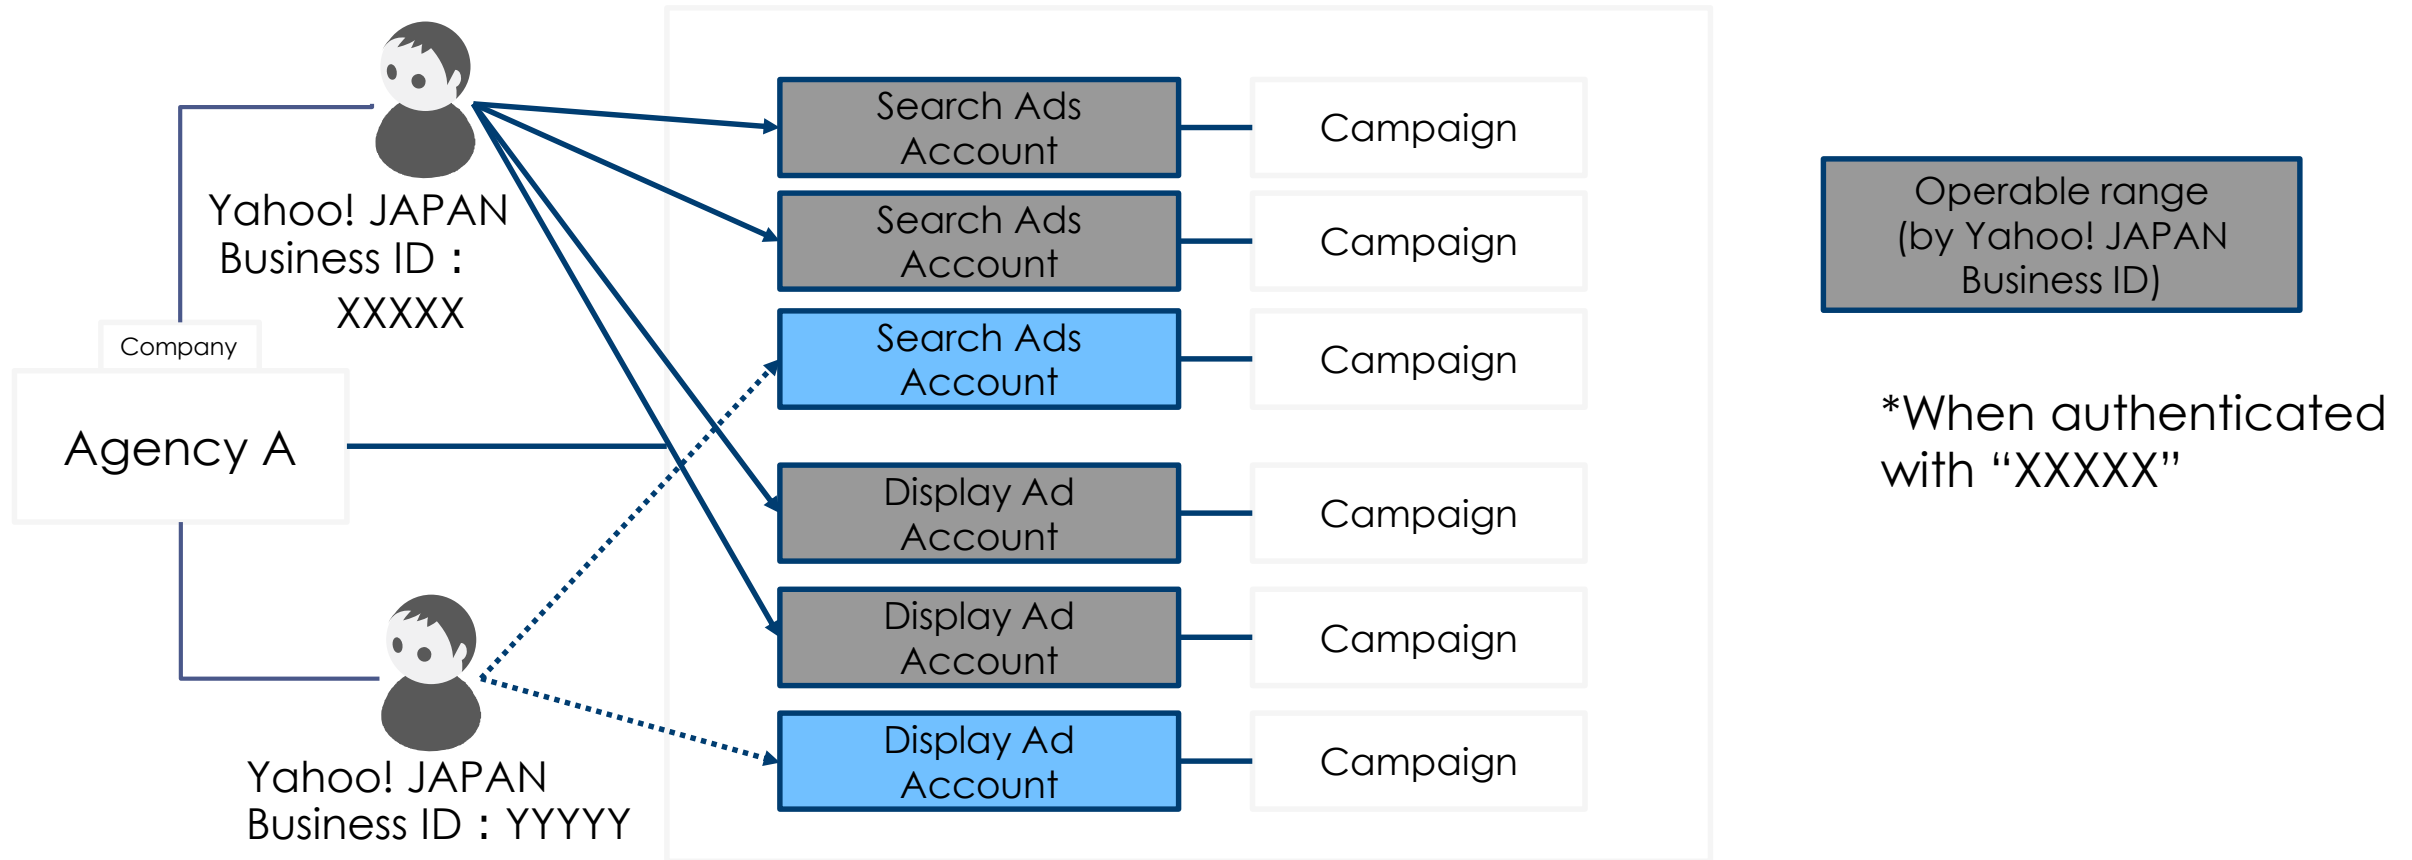 Yahoo! JAPAN
Business ID：
XXXXX
Company
Agency A
Yahoo! JAPAN
Business ID：YYYYY
Search Ads
Account
Campaign
Search Ads
Account
Campaign
Search Ads
Account
Campaign
Display Ad
Account
Campaign
Display Ad
Account
Campaign
Display Ad
Account
Campaign
Operable range
(by Yahoo! JAPAN
Business ID)
*When authenticated
with “XXXXX”